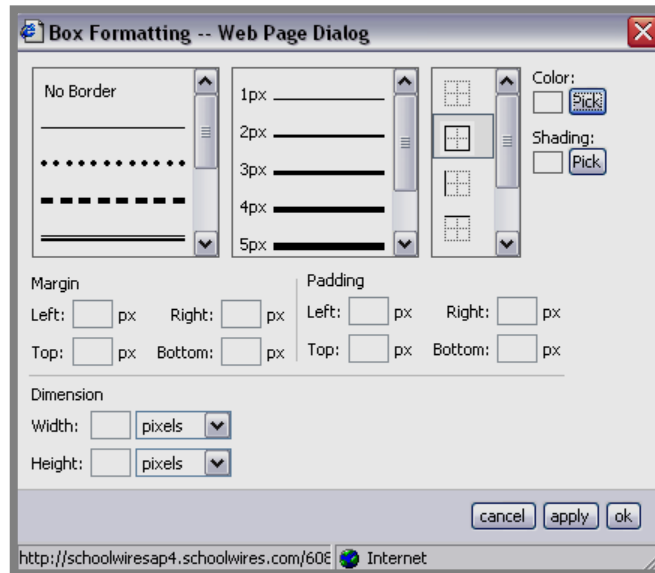 Box Formatting -- Web Page Dialog
No Border
1px
2px
3px
4px
5px
Color:
Pick
Shading:
Pick
Margin
Left: px Right: px
Top: px Bottom: px
Padding
Left: px Right: px
Top: px Bottom: px
Dimension
Width: pixels
Height: pixels
cancel apply ok
http://schoolwiresap4.schoolwires.com/608 Internet